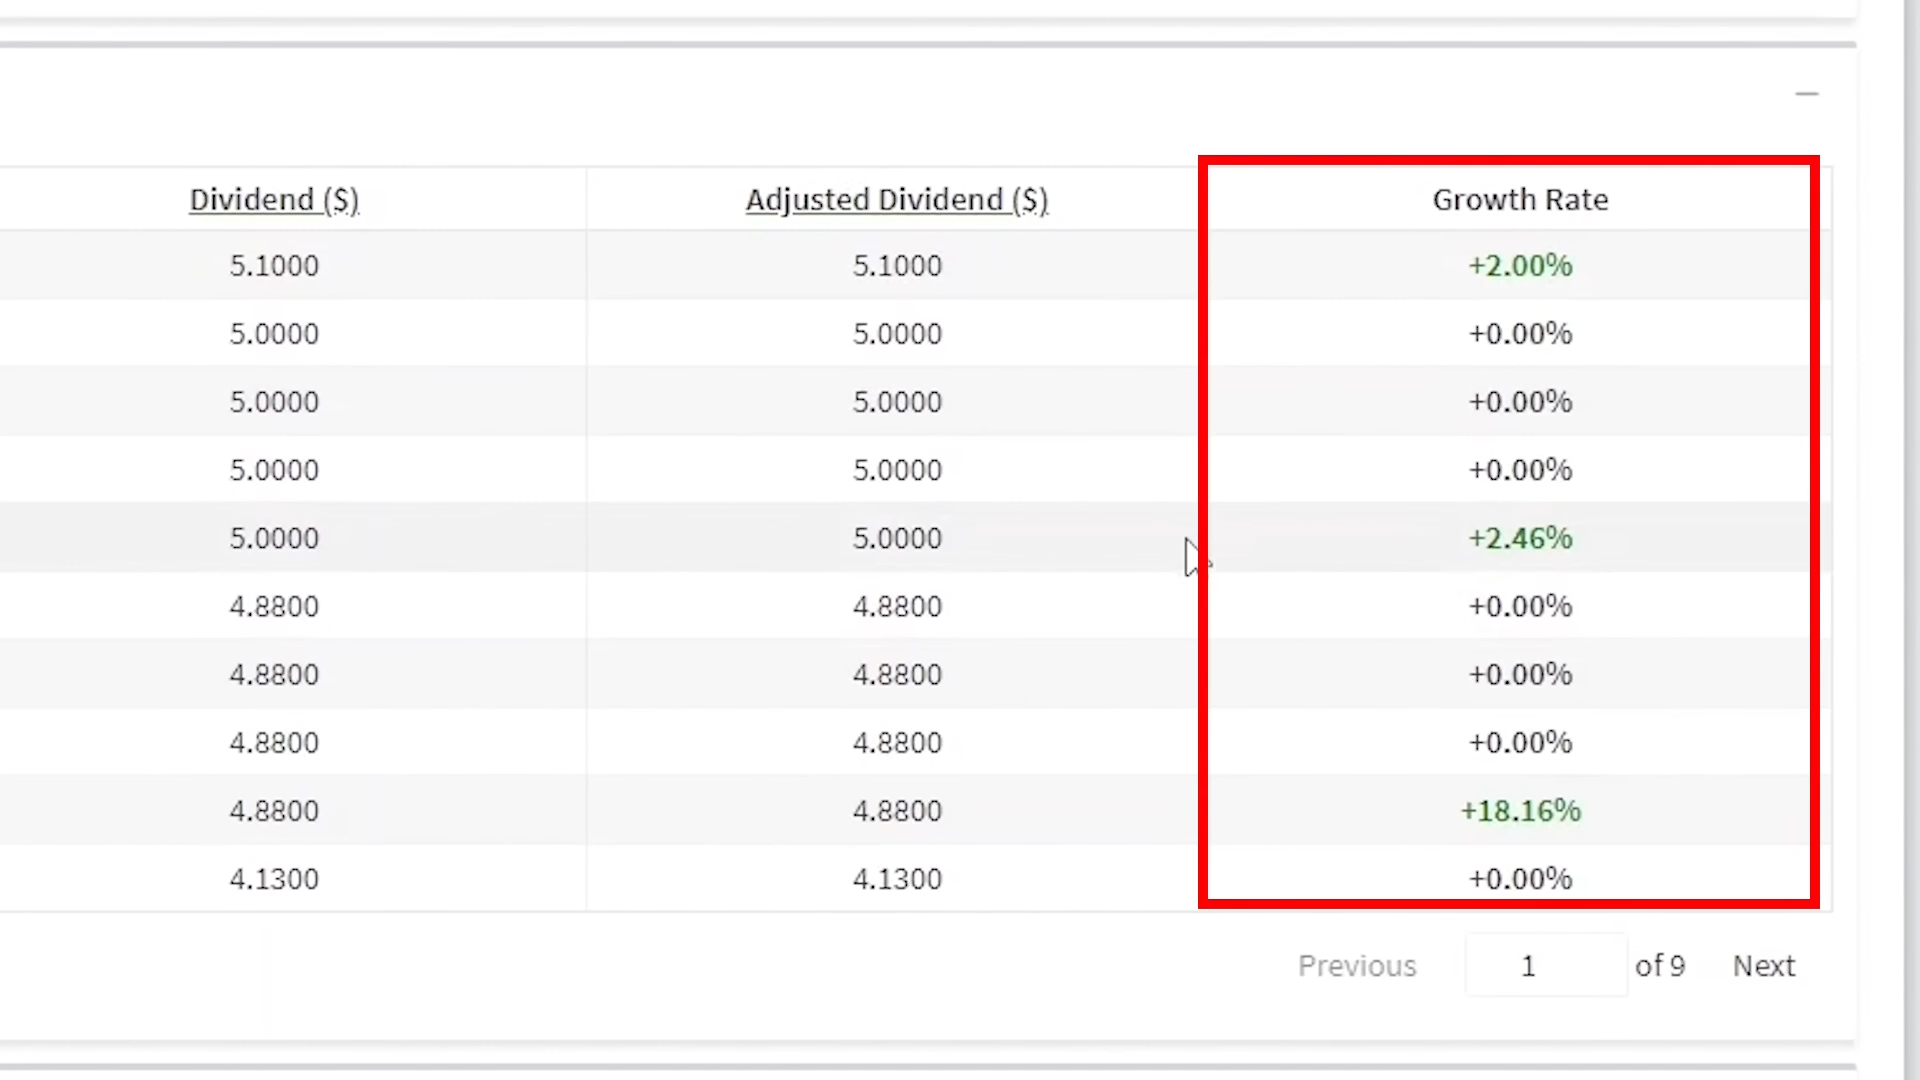 Dividend ($) Adjusted Dividend ($) Growth Rate
5.1000 5.1000 +2.00%
5.0000 5.0000 +0.00%
5.0000 5.0000 +0.00%
5.0000 5.0000 +0.00%
5.0000 5.0000 +2.46%
4.8800 4.8800 +0.00%
4.8800 4.8800 +0.00%
4.8800 4.8800 +0.00%
4.8800 4.8800 +18.16%
4.1300 4.1300 +0.00%
Previous 1 of 9 Next